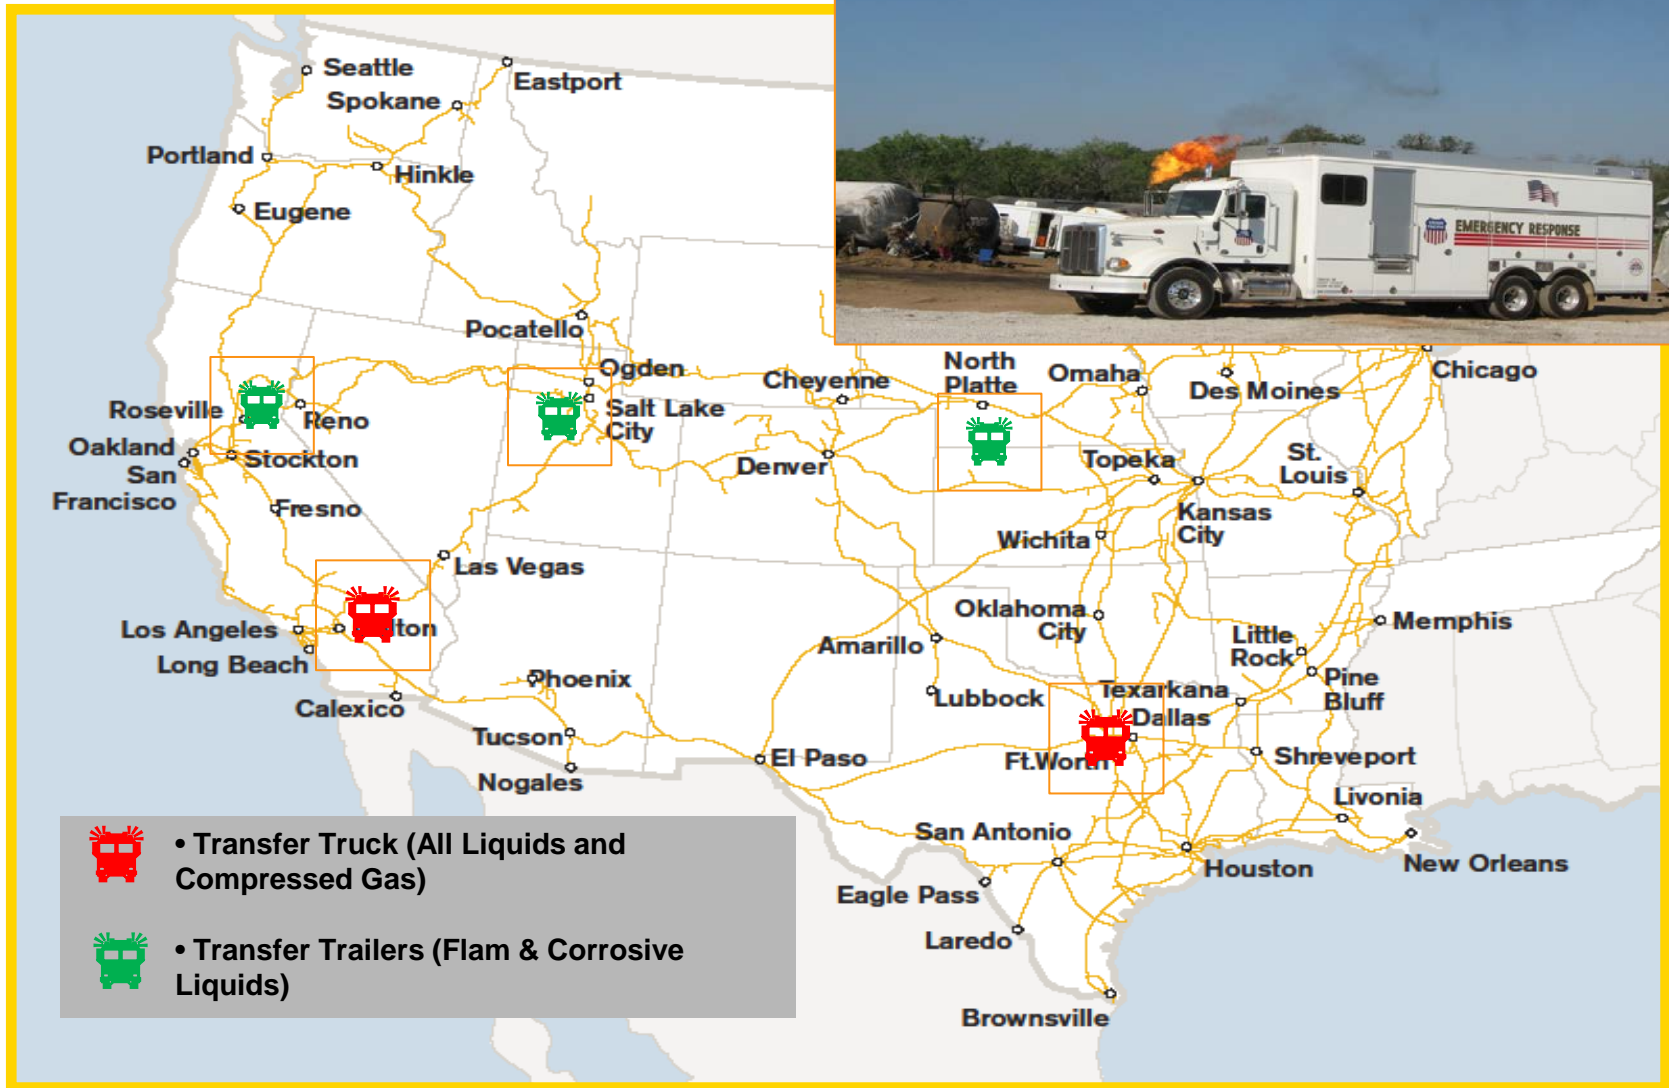 Seattle
Spokane
Eastport
Portland
Hinkle
Eugene
EMERGENCY RESPONSE
Pocatello
Ogden
Salt Lake
City
Cheyenne
North
Platte
Omaha
Des Moines
Chicago
Roseville
Reno
Oakland
San
Francisco
Stockton
Fresno
Denver
Topeka
St.
Louis
Kansas
City
Wichita
Las Vegas
Los Angeles
lton
Long Beach
Calexico
Phoenix
Tucson
Nogales
El Paso
Amarillo
Lubbock
Oklahoma
City
Little
Rock
Memphis
Pine
Bluff
Texarkana
Dallas
Ft.Worth
Shreveport
Livonia
New Orleans
San Antonio
Houston
Eagle Pass
Laredo
Brownsville
• Transfer Truck (All Liquids and
Compressed Gas)
• Transfer Trailers (Flam & Corrosive
Liquids)